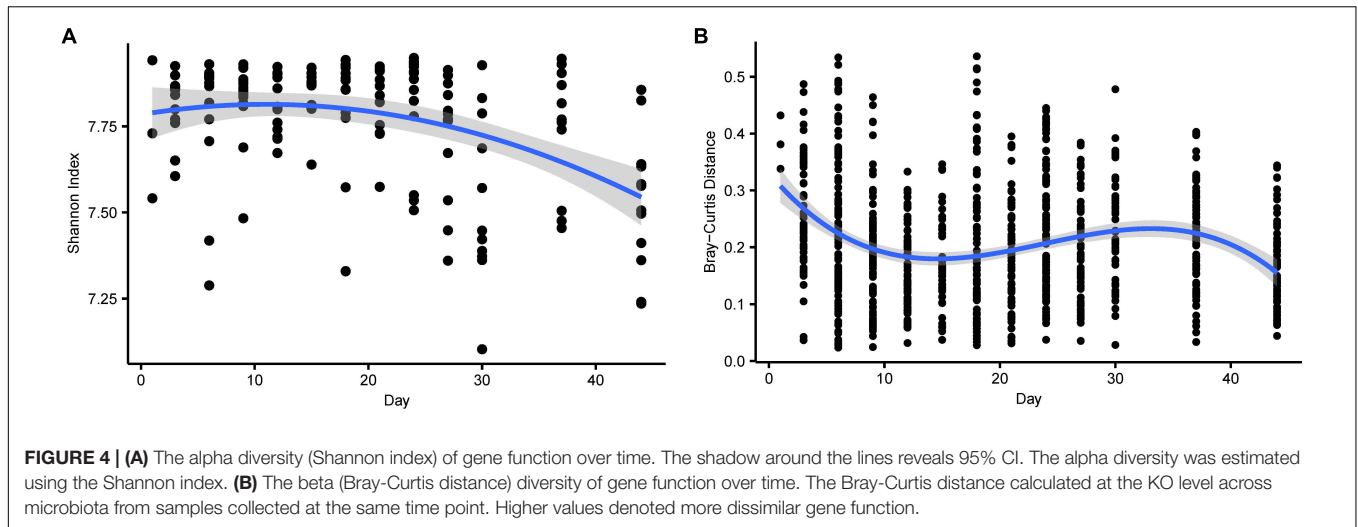 A
B
Shannon Index
7.75
7.50
7.25
0
10
20
30
40
Day
Bray−Curtis Distance
0.5
0.4
0.3
0.2
0.1
0.0
0
10
20
30
40
Day
FIGURE 4 | (A) The alpha diversity (Shannon index) of gene function over time. The shadow around the lines reveals 95% CI. The alpha diversity was estimated
using the Shannon index. (B) The beta (Bray-Curtis distance) diversity of gene function over time. The Bray-Curtis distance calculated at the KO level across
microbiota from samples collected at the same time point. Higher values denoted more dissimilar gene function.